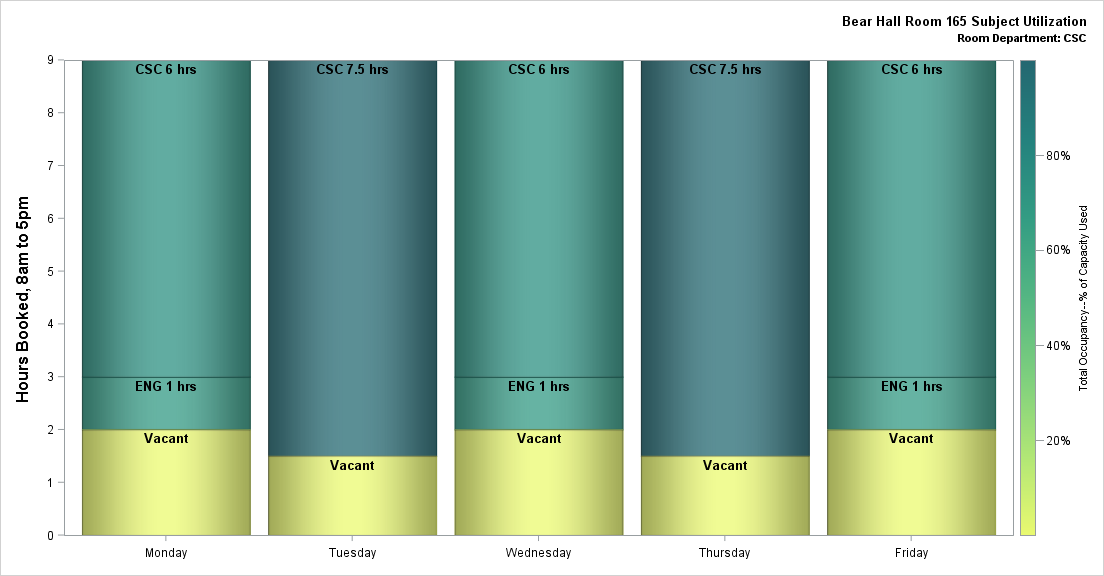 Bear Hall Room 165 Subject Utilization
Room Department: CSC
Hours Booked, 8am to 5pm
9
8
7
6
5
4
3
2
1
0
CSC 6 hrs
ENG 1 hrs
Vacant
CSC 7.5 hrs
Vacant
CSC 6 hrs
ENG 1 hrs
Vacant
CSC 7.5 hrs
Vacant
CSC 6 hrs
ENG 1 hrs
Vacant
Monday
Tuesday
Wednesday
Thursday
Friday
80%
60%
40%
20%
Total Occupancy--% of Capacity Used